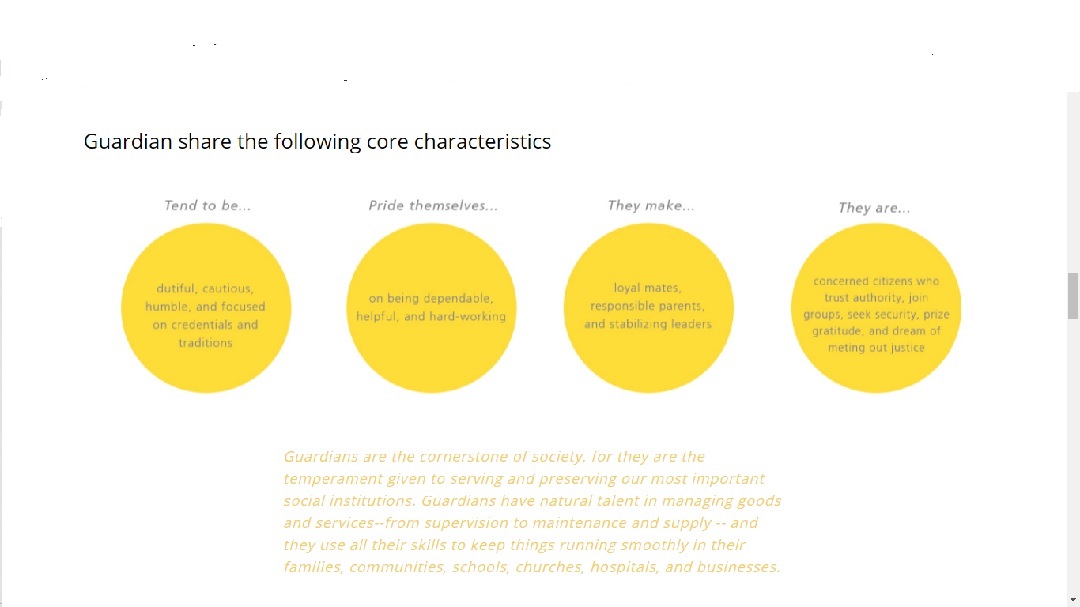 Guardian share the following core characteristics
Tend to be...
dutiful, cautious,
humble, and focused
on credentials and
traditions
Pride themselves...
on being dependable,
helpful, and hard-working
They make...
loyal mates,
responsible parents,
and stabilizing leaders
They are...
concerned citizens who
trust authority, join
groups, seek security, prize
gratitude, and dream of
meting out justice
Guardians are the cornerstone of society, for they are the
temperament given to serving and preserving our most important
social institutions. Guardians have natural talent in managing goods
and services--from supervision to maintenance and supply -- and
they use all their skills to keep things running smoothly in their
families, communities, schools, churches, hospitals, and businesses.